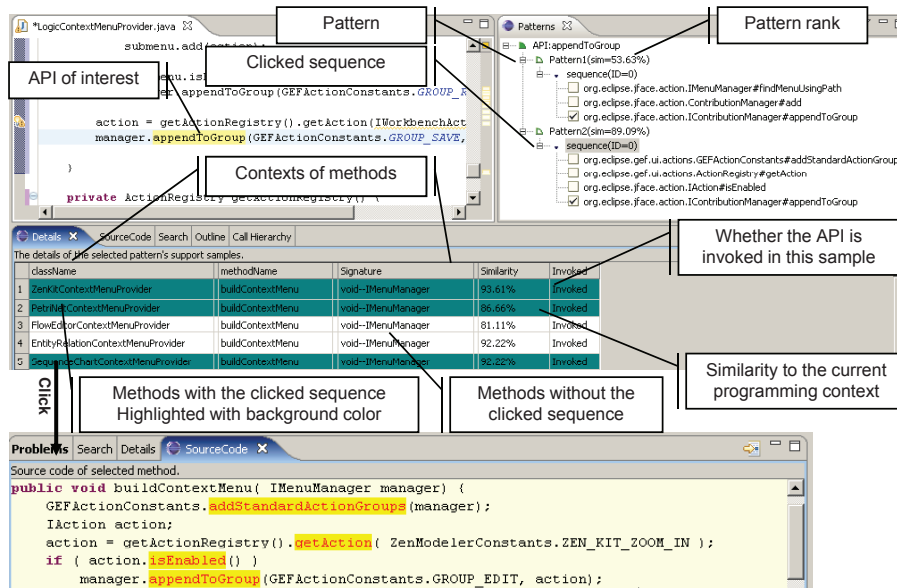 *LogicContextMenuProvider.java
submenu.add(action);
nu.is
.appendToGroup(GEFActionConstants.GROUP_R
action = getActionRegistry().getAction(IWorkbenchAct
manager.appendToGroup(GEFActionConstants.GROUP_SAVE,
}
private ActionRegistry getActionRegistry() {
Pattern
Clicked sequence
API of interest
Contexts of methods
Patterns
Pattern rank
API:appendToGroup
Pattern1(sim=53.63%)
sequence(ID=0)
org.eclipse.jface.action.IMenuManager#findMenuUsingPath
org.eclipse.jface.action.ContributionManager#add
org.eclipse.jface.action.IContributionManager#appendToGroup
Pattern2(sim=89.09%)
sequence(ID=0)
org.eclipse.gef.ui.actions.GEFActionConstants#addStandardActionGroup
org.eclipse.gef.ui.actions.ActionRegistry#getAction
org.eclipse.jface.action.IAction#isEnabled
org.eclipse.jface.action.IContributionManager#appendToGroup
Details SourceCode Search Outline Call Hierarchy
The details of the selected pattern's support samples.
className methodName Signature Similarity Invoked
1 ZenKitContextMenuProvider buildContextMenu void--IMenuManager 93.61% Invoked
2 PetriNetContextMenuProvider buildContextMenu void--IMenuManager 86.66% Invoked
3 FlowEditorContextMenuProvider buildContextMenu void--IMenuManager 81.11% Invoked
4 EntityRelationContextMenuProvider buildContextMenu void--IMenuManager 92.22% Invoked
5 SequenceChartContextMenuProvider buildContextMenu void--IMenuManager 92.22% Invoked
Whether the API is
invoked in this sample
Similarity to the current
programming context
Click
Methods with the clicked sequence
Highlighted with background color
Methods without the
clicked sequence
Problems Search Details SourceCode
Source code of selected method.
public void buildContextMenu( IMenuManager manager) {
GEFActionConstants.addStandardActionGroups(manager);
IAction action;
action = getActionRegistry().getAction( ZenModelerConstants.ZEN_KIT_ZOOM_IN );
if ( action.isEnabled() )
manager.appendToGroup(GEFActionConstants.GROUP_EDIT, action);